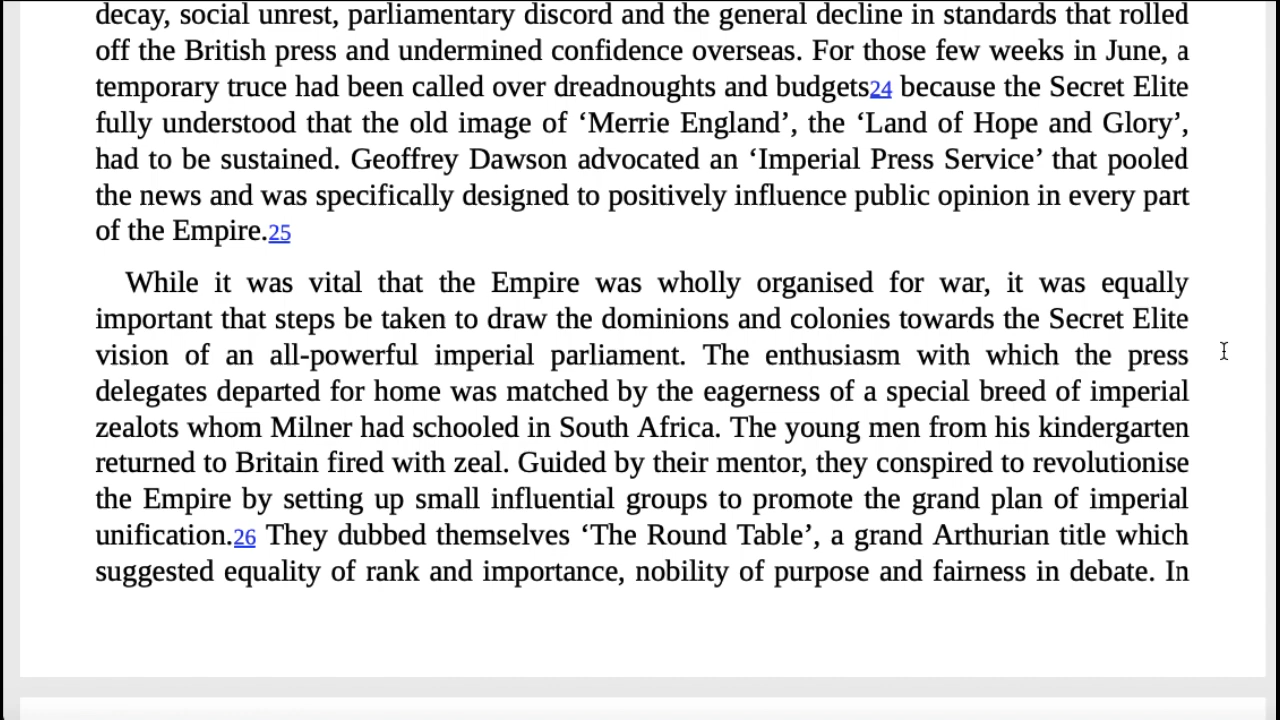 decay, social unrest, parliamentary discord and the general decline in standards that rolled
off the British press and undermined confidence overseas. For those few weeks in June, a
temporary truce had been called over dreadnoughts and budgets24 because the Secret Elite
fully understood that the old image of ‘Merrie England’, the ‘Land of Hope and Glory’,
had to be sustained. Geoffrey Dawson advocated an ‘Imperial Press Service’ that pooled
the news and was specifically designed to positively influence public opinion in every part
of the Empire.25
While it was vital that the Empire was wholly organised for war, it was equally
important that steps be taken to draw the dominions and colonies towards the Secret Elite
vision of an all-powerful imperial parliament. The enthusiasm with which the press
delegates departed for home was matched by the eagerness of a special breed of imperial
zealots whom Milner had schooled in South Africa. The young men from his kindergarten
returned to Britain fired with zeal. Guided by their mentor, they conspired to revolutionise
the Empire by setting up small influential groups to promote the grand plan of imperial
unification.26 They dubbed themselves ‘The Round Table’, a grand Arthurian title which
suggested equality of rank and importance, nobility of purpose and fairness in debate. In